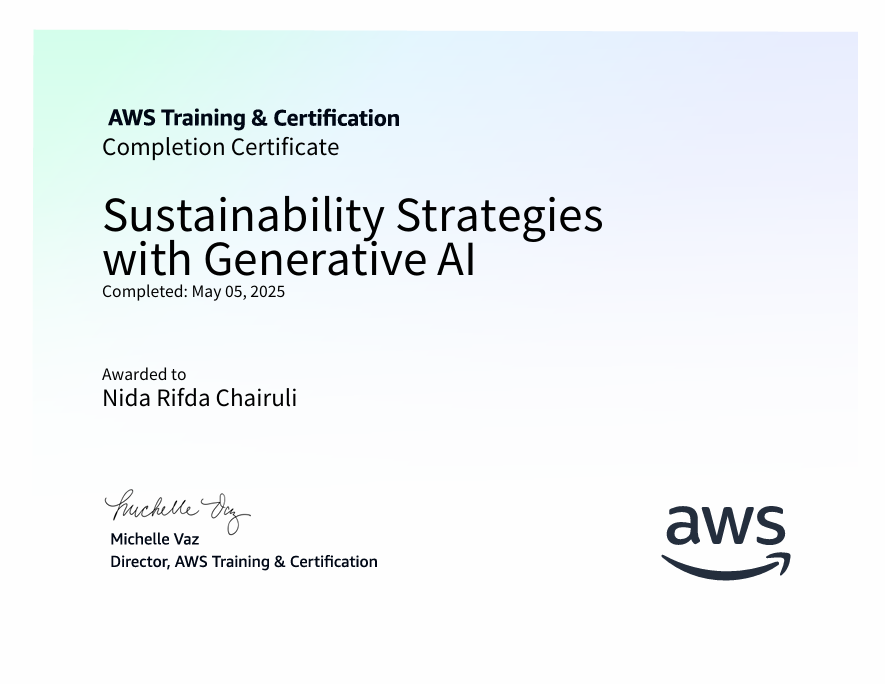 AWS Training & Certification
Completion Certificate
Sustainability Strategies
with Generative AI
Completed: May 05, 2025
Awarded to
Nida Rifda Chairuli
Michelle Vaz
Michelle Vaz
Director, AWS Training & Certification
aws